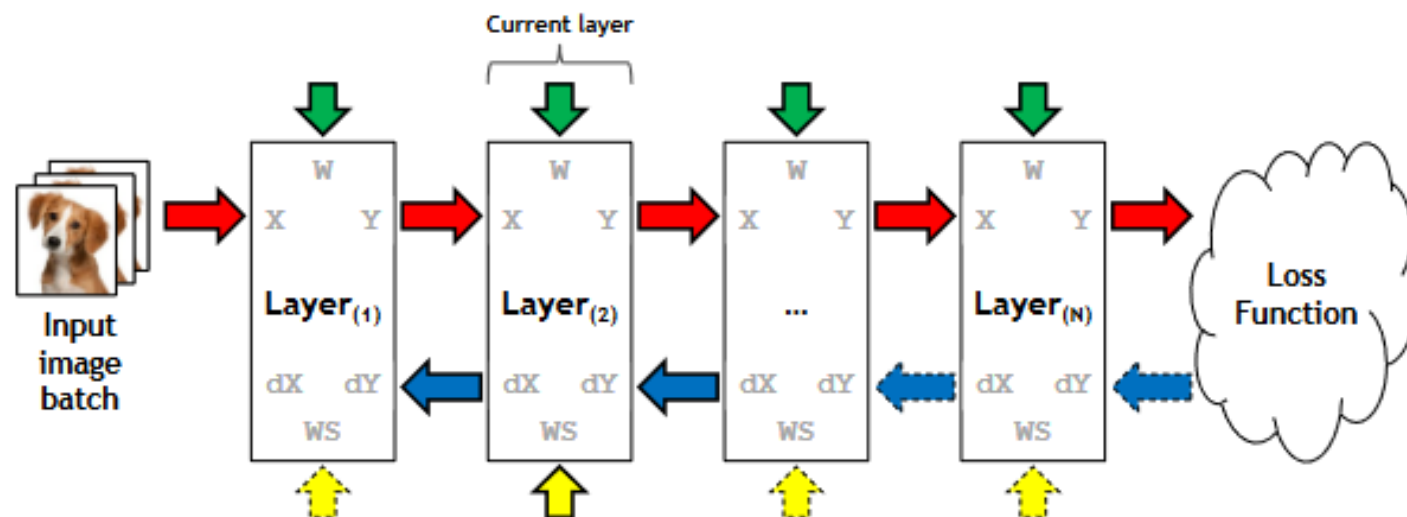 Current layer
W W W W
X Y X Y X Y X Y
Layer(1) Layer(2) ... Layer(N)
Loss
Function
Input
image
batch
dX dY dX dY dX dY dX dY
WS WS WS WS